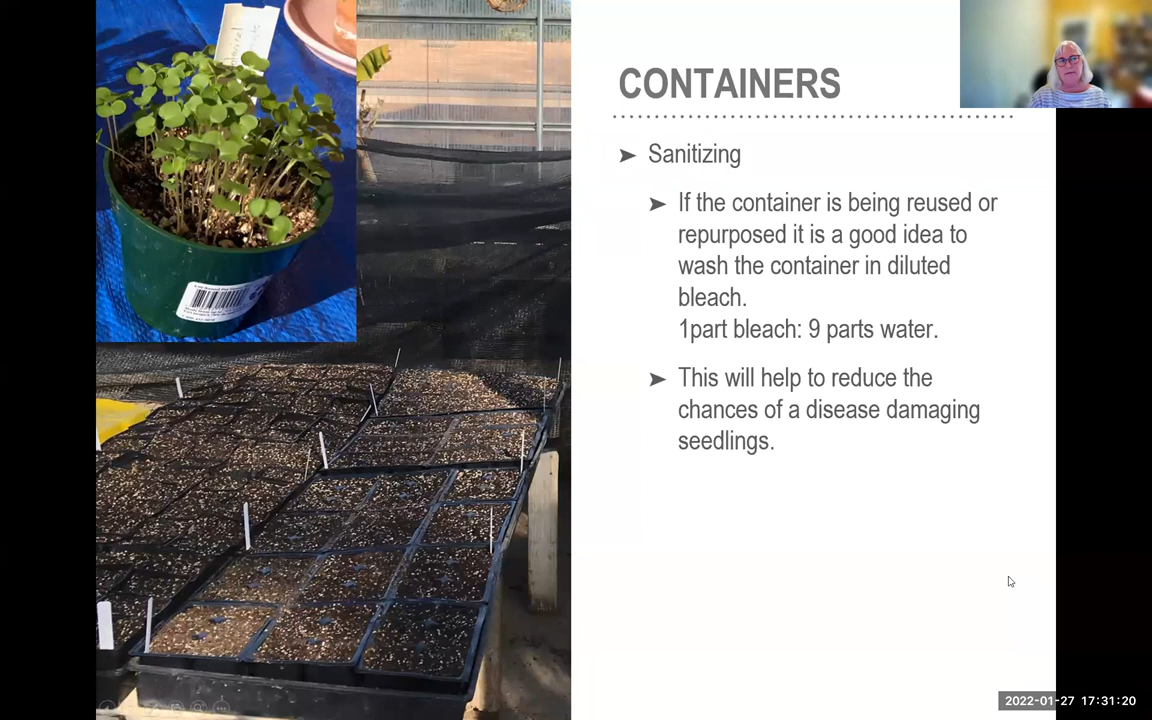 CONTAINERS
➤ Sanitizing
➤ If the container is being reused or
repurposed it is a good idea to
wash the container in diluted
bleach.
1part bleach: 9 parts water.
➤ This will help to reduce the
chances of a disease damaging
seedlings.
2022-01-27 17:31:20